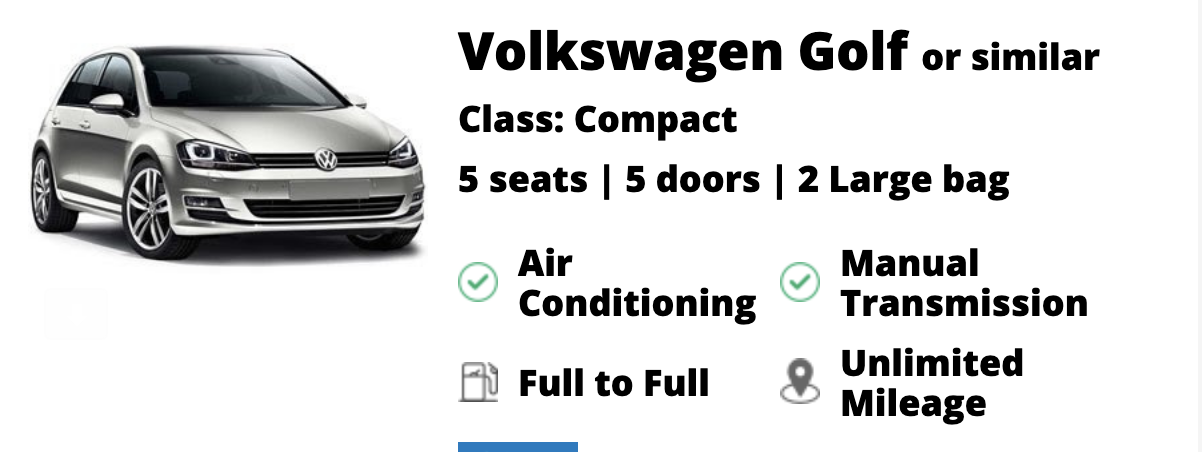 Volkswagen Golf or similar
Class: Compact
5 seats | 5 doors | 2 Large bag
Air
Conditioning
Manual
Transmission
Full to Full
Unlimited
Mileage